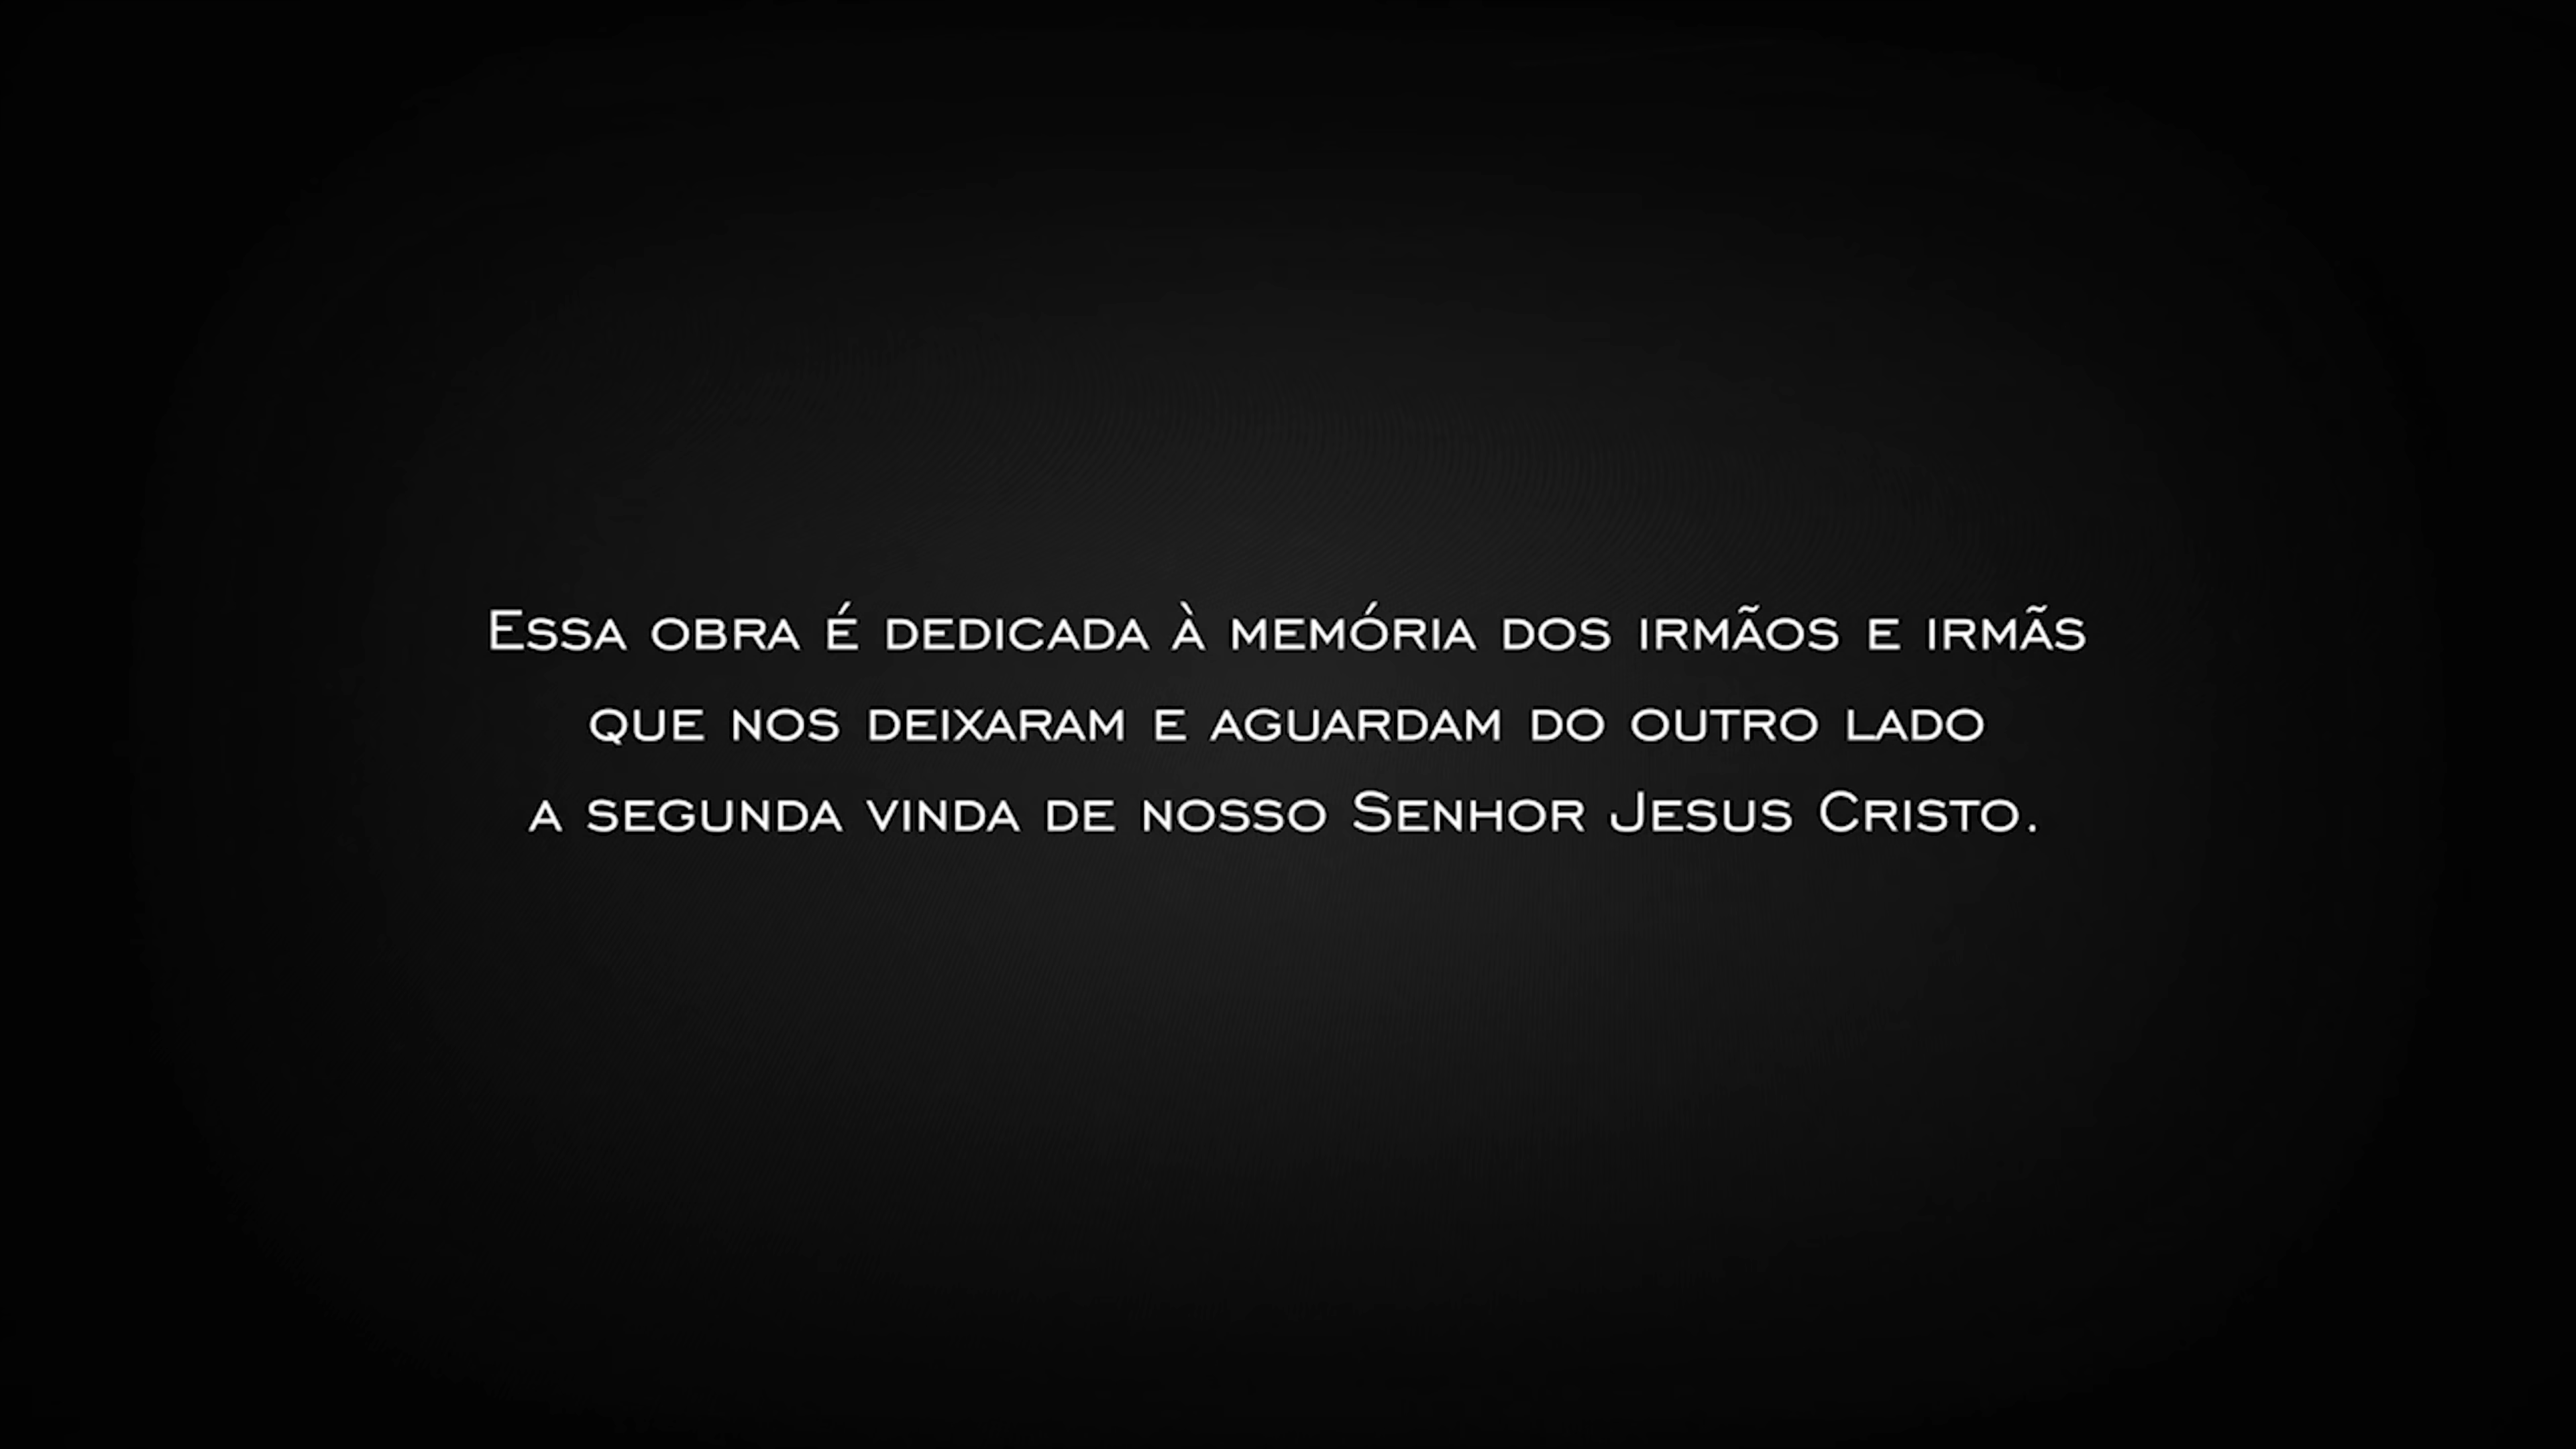 Essa obra é dedicada à memória dos irmãos e irmãs
que nos deixaram e aguardam do outro lado
a segunda vinda de nosso Senhor Jesus Cristo.